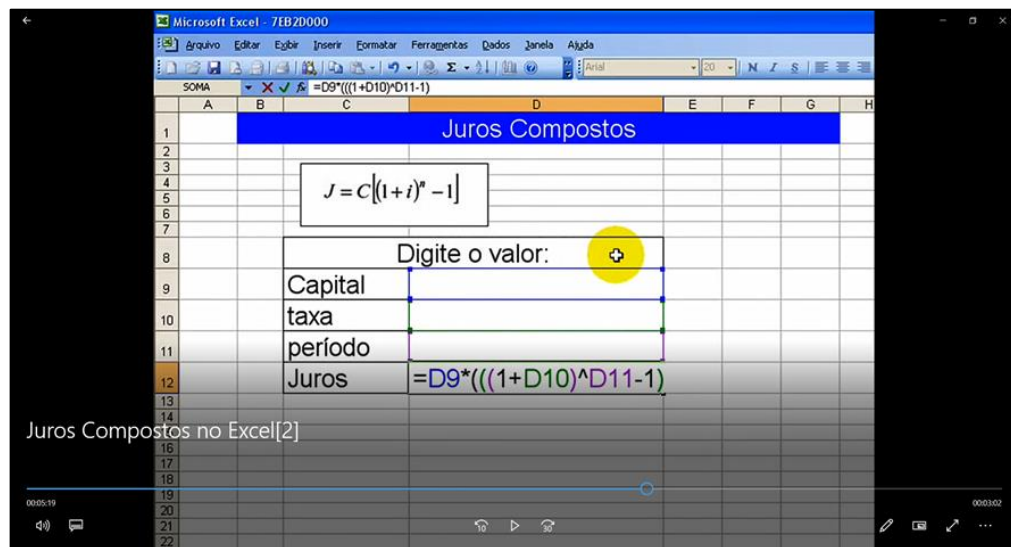 Microsoft Excel - 7EB2D000
Arquivo Editar Exibir Inserir Formatar Ferramentas Dados Janela Ajuda
Arial 20 N I S
SOMA =D9*(((1+D10)^D11-1)
A B C D E F G H
1 Juros Compostos
2
3
4 J = C[(1+i)ⁿ −1]
5
6
7
8 Digite o valor:
9 Capital
10 taxa
11 período
12 Juros =D9*(((1+D10)^D11-1)
13
14
Juros Compostos no Excel[2]
16
17
18
19
00:05:19 00:03:02
20
21 10 30
22